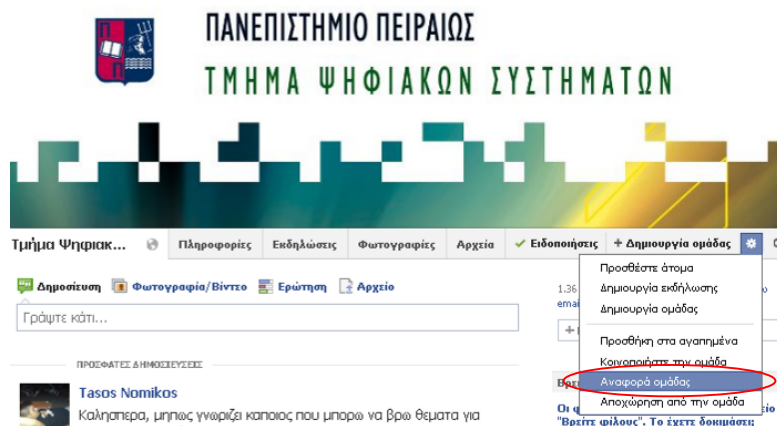 ΠΑΝΕΠΙΣΤΗΜΙΟ ΠΕΙΡΑΙΩΣ
ΤΜΗΜΑ ΨΗΦΙΑΚΩΝ ΣΥΣΤΗΜΑΤΩΝ
Τμήμα Ψηφιακ... Πληροφορίες Εκδηλώσεις Φωτογραφίες Αρχεία Ειδοποιήσεις + Δημιουργία ομάδας
Προσθέστε άτομα
Δημοσίευση Φωτογραφία/Βίντεο Ερώτηση Αρχείο
1.36 Δημιουργία εκδήλωσης
emai Δημιουργία ομάδας
Γράψτε κάτι...
Προσθήκη στα αγαπημένα
ΠΡΟΣΦΑΤΕΣ ΔΗΜΟΣΙΕΥΣΕΙΣ
Κοινοποιήστε την ομάδα
Αναφορά ομάδας
Tasos Nomikos
Αποχώρηση από την ομάδα
Καλησπερα, μηπως γνωριζει καποιος που μπορω να βρω θεματα για
"Βρείτε φίλους". Το έχετε δοκιμάσει;